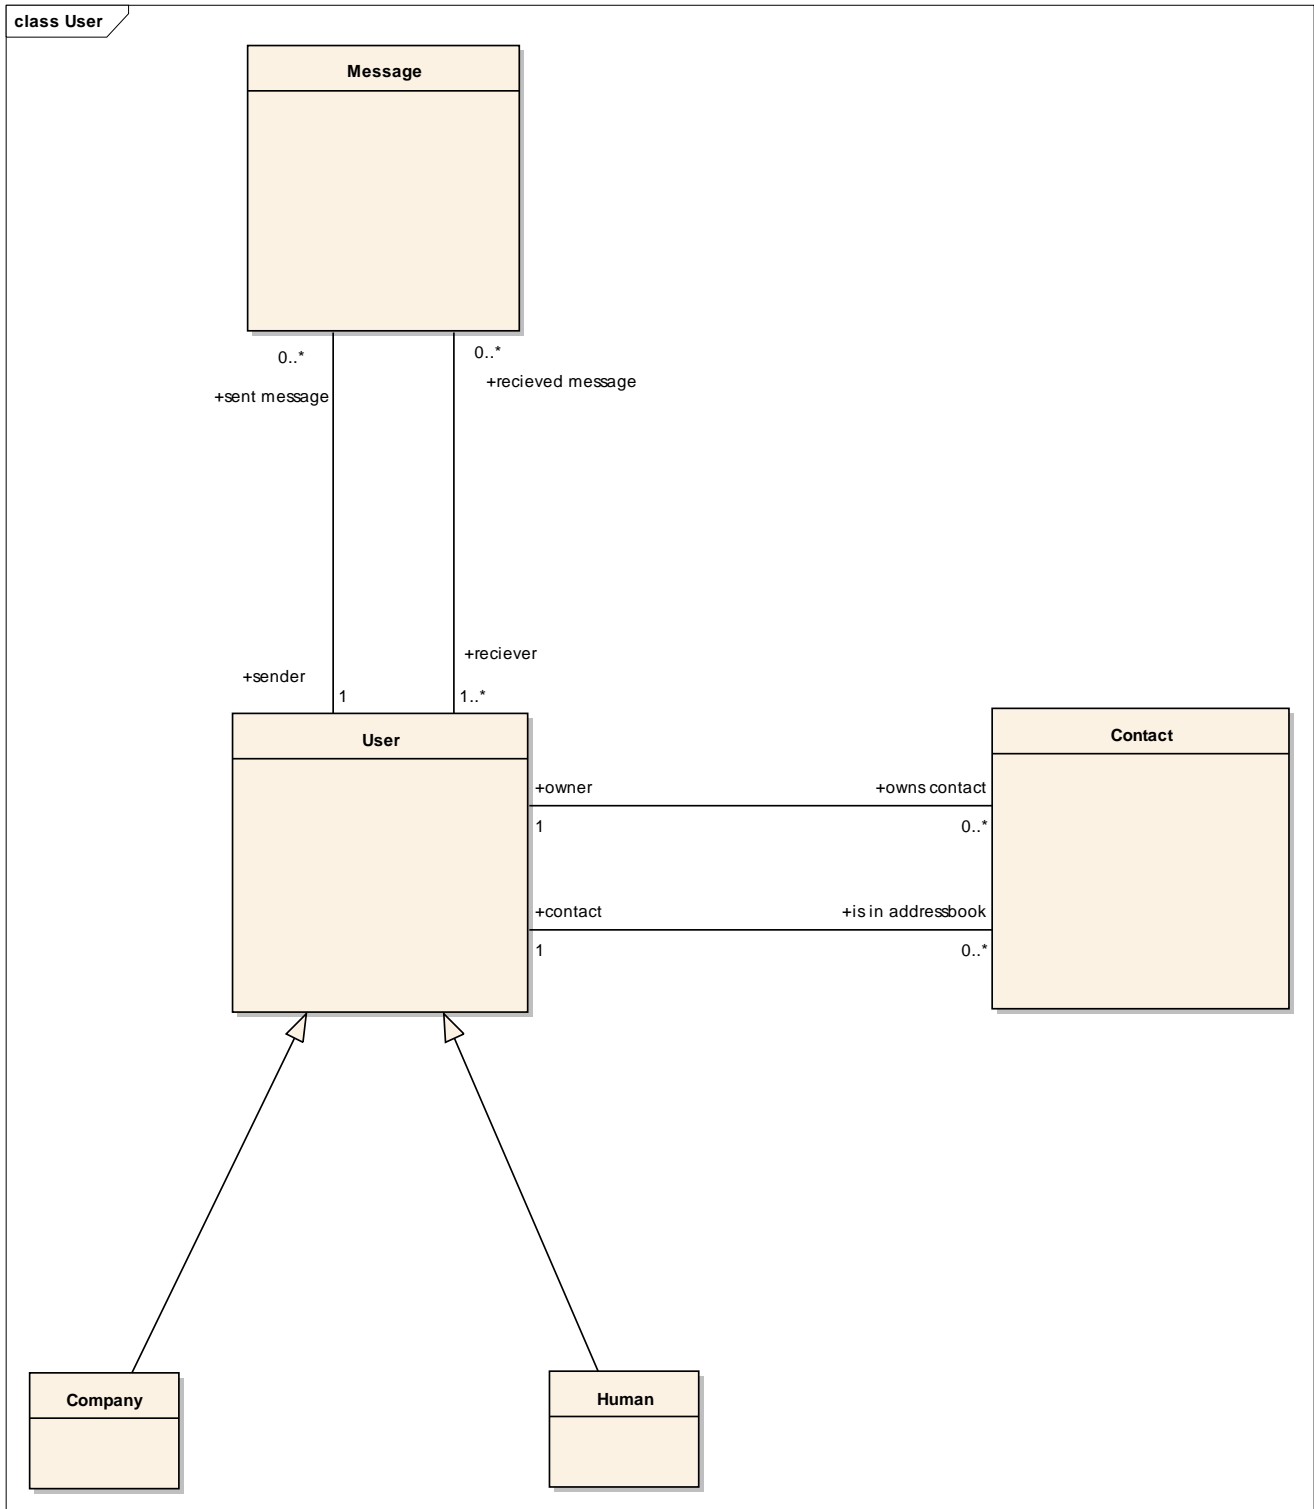 class User
Message
0..*
0..*
+recieved message
+sent message
+reciever
+sender
1
1..*
User
Contact
+owner
+owns contact
1
0..*
+contact
+is in addressbook
1
0..*
Company
Human